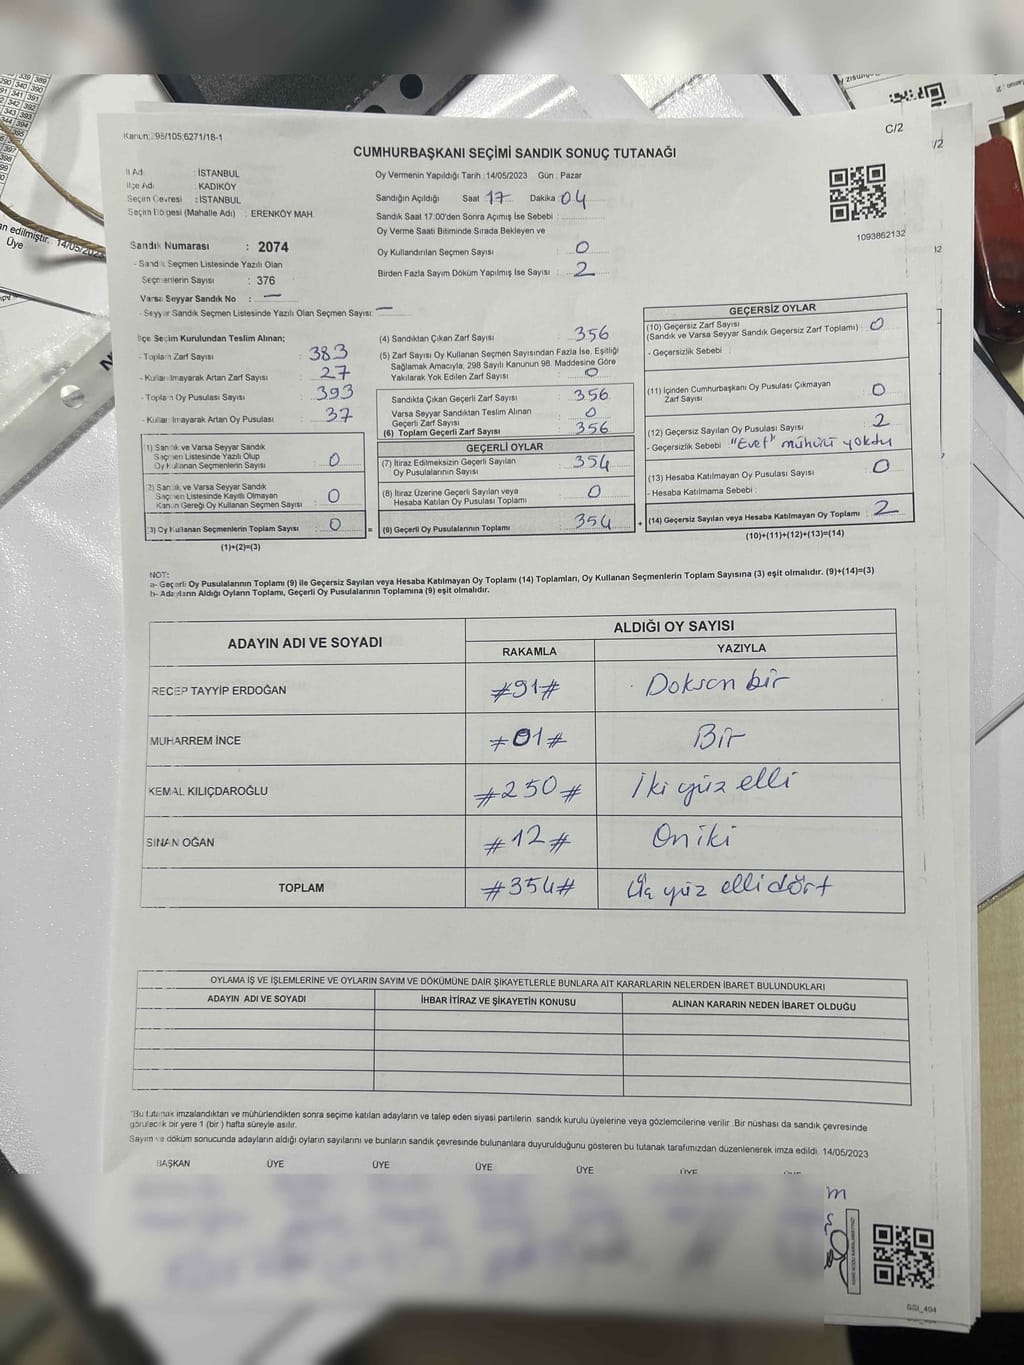 Kanun: 95/105;6271/18-1
C/2
CUMHURBAŞKANI SEÇİMİ SANDIK SONUÇ TUTANAĞI
İl Adı : İSTANBUL
İlçe Adı : KADIKÖY
Seçim Çevresi : İSTANBUL
Seçim Bölgesi (Mahalle Adı) : ERENKÖY MAH.
Oy Vermenin Yapıldığı Tarih : 14/05/2023 Gün : Pazar
Sandığın Açıldığı Saat 17 Dakika : 04
Sandık Saat 17:00'den Sonra Açımış İse Sebebi :
Oy Verme Saati Bitiminde Sırada Bekleyen ve
Oy Kullandırılan Seçmen Sayısı : 0
Birden Fazla Sayım Döküm Yapılmış İse Sayısı : 2
1093862132
Sandık Numarası : 2074
- Sandık Seçmen Listesinde Yazılı Olan
Seçmenlerin Sayısı : 376
Varsa Seyyar Sandık No : —
- Seyyar Sandık Seçmen Listesinde Yazılı Olan Seçmen Sayısı: —
İlçe Seçim Kurulundan Teslim Alınan;
- Toplam Zarf Sayısı : 383
- Kullanılmayarak Artan Zarf Sayısı : 27
- Toplam Oy Pusulası Sayısı : 393
- Kullanılmayarak Artan Oy Pusulası : 37
(1) Sandık ve Varsa Seyyar Sandık
Seçmen Listesinde Yazılı Olup
Oy Kullanan Seçmenlerin Sayısı : 0
(2) Sandık ve Varsa Seyyar Sandık
Seçmen Listesinde Kayıtlı Olmayan
Kanun Gereği Oy Kullanan Seçmen Sayısı : 0
(3) Oy Kullanan Seçmenlerin Toplam Sayısı : 0
(1)+(2)=(3)
(4) Sandıktan Çıkan Zarf Sayısı : 356
(5) Zarf Sayısı Oy Kullanan Seçmen Sayısından Fazla İse, Eşitliği
Sağlamak Amacıyla, 298 Sayılı Kanunun 98. Maddesine Göre
Yakılarak Yok Edilen Zarf Sayısı : 0
Sandıkta Çıkan Geçerli Zarf Sayısı : 356
Varsa Seyyar Sandıktan Teslim Alınan
Geçerli Zarf Sayısı : 0
(6) Toplam Geçerli Zarf Sayısı : 356
GEÇERLİ OYLAR
(7) İtiraz Edilmeksizin Geçerli Sayılan
Oy Pusulalarının Sayısı : 354
(8) İtiraz Üzerine Geçerli Sayılan veya
Hesaba Katılan Oy Pusulası Toplamı : 0
= (9) Geçerli Oy Pusulalarının Toplamı : 354
GEÇERSİZ OYLAR
(10) Geçersiz Zarf Sayısı
(Sandık ve Varsa Seyyar Sandık Geçersiz Zarf Toplamı) : 0
- Geçersizlik Sebebi :
(11) İçinden Cumhurbaşkanı Oy Pusulası Çıkmayan
Zarf Sayısı : 0
(12) Geçersiz Sayılan Oy Pusulası Sayısı : 2
- Geçersizlik Sebebi : "Evet" mühürü yoktu
(13) Hesaba Katılmayan Oy Pusulası Sayısı : 0
- Hesaba Katılmama Sebebi :
+ (14) Geçersiz Sayılan veya Hesaba Katılmayan Oy Toplamı : 2
(10)+(11)+(12)+(13)=(14)
NOT:
a- Geçerli Oy Pusulalarının Toplamı (9) ile Geçersiz Sayılan veya Hesaba Katılmayan Oy Toplamı (14) Toplamları, Oy Kullanan Seçmenlerin Toplam Sayısına (3) eşit olmalıdır. (9)+(14)=(3)
b- Adayların Aldığı Oyların Toplamı, Geçerli Oy Pusulalarının Toplamına (9) eşit olmalıdır.
ADAYIN ADI VE SOYADI
ALDIĞI OY SAYISI
RAKAMLA YAZIYLA
RECEP TAYYİP ERDOĞAN #91# Doksan bir
MUHARREM İNCE #01# Bir
KEMAL KILIÇDAROĞLU #250# İki yüz elli
SİNAN OĞAN #12# On iki
TOPLAM #354# Üç yüz elli dört
OYLAMA İŞ VE İŞLEMLERİNE VE OYLARIN SAYIM VE DÖKÜMÜNE DAİR ŞİKAYETLERLE BUNLARA AİT KARARLARIN NELERDEN İBARET BULUNDUKLARI
ADAYIN ADI VE SOYADI İHBAR İTİRAZ VE ŞİKAYETİN KONUSU ALINAN KARARIN NEDEN İBARET OLDUĞU
*Bu tutanak imzalandıktan ve mühürlendikten sonra seçime katılan adayların ve talep eden siyasi partilerin sandık kurulu üyelerine veya gözlemcilerine verilir .Bir nüshası da sandık çevresinde
görülecek bir yere 1 (bir ) hafta süreyle asılır.
Sayım ve döküm sonucunda adayların aldığı oyların sayılarını ve bunların sandık çevresinde bulunanlara duyurulduğunu gösteren bu tutanak tarafımızdan düzenlenerek imza edildi. 14/05/2023
BAŞKAN ÜYE ÜYE ÜYE ÜYE ÜYE